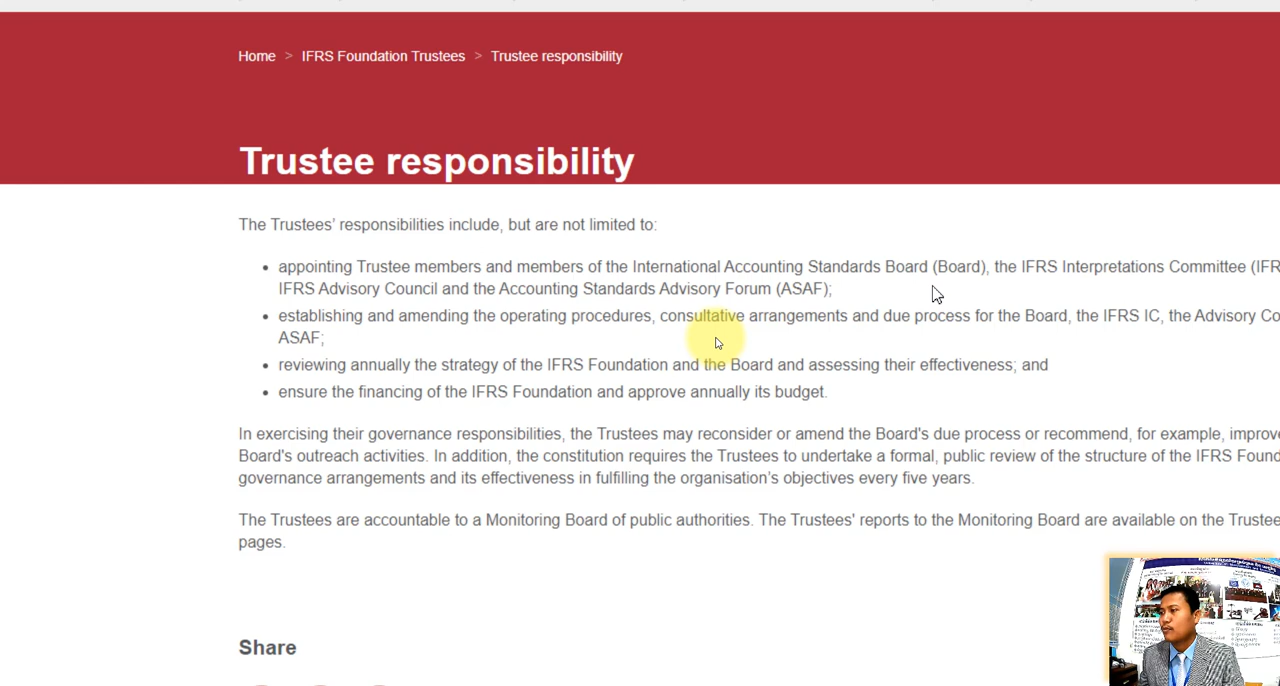 Home > IFRS Foundation Trustees > Trustee responsibility
Trustee responsibility
The Trustees’ responsibilities include, but are not limited to:
• appointing Trustee members and members of the International Accounting Standards Board (Board), the IFRS Interpretations Committee (IFR
IFRS Advisory Council and the Accounting Standards Advisory Forum (ASAF);
• establishing and amending the operating procedures, consultative arrangements and due process for the Board, the IFRS IC, the Advisory Co
ASAF;
• reviewing annually the strategy of the IFRS Foundation and the Board and assessing their effectiveness; and
• ensure the financing of the IFRS Foundation and approve annually its budget.
In exercising their governance responsibilities, the Trustees may reconsider or amend the Board's due process or recommend, for example, improve
Board's outreach activities. In addition, the constitution requires the Trustees to undertake a formal, public review of the structure of the IFRS Found
governance arrangements and its effectiveness in fulfilling the organisation’s objectives every five years.
The Trustees are accountable to a Monitoring Board of public authorities. The Trustees' reports to the Monitoring Board are available on the Trustee
pages.
Share